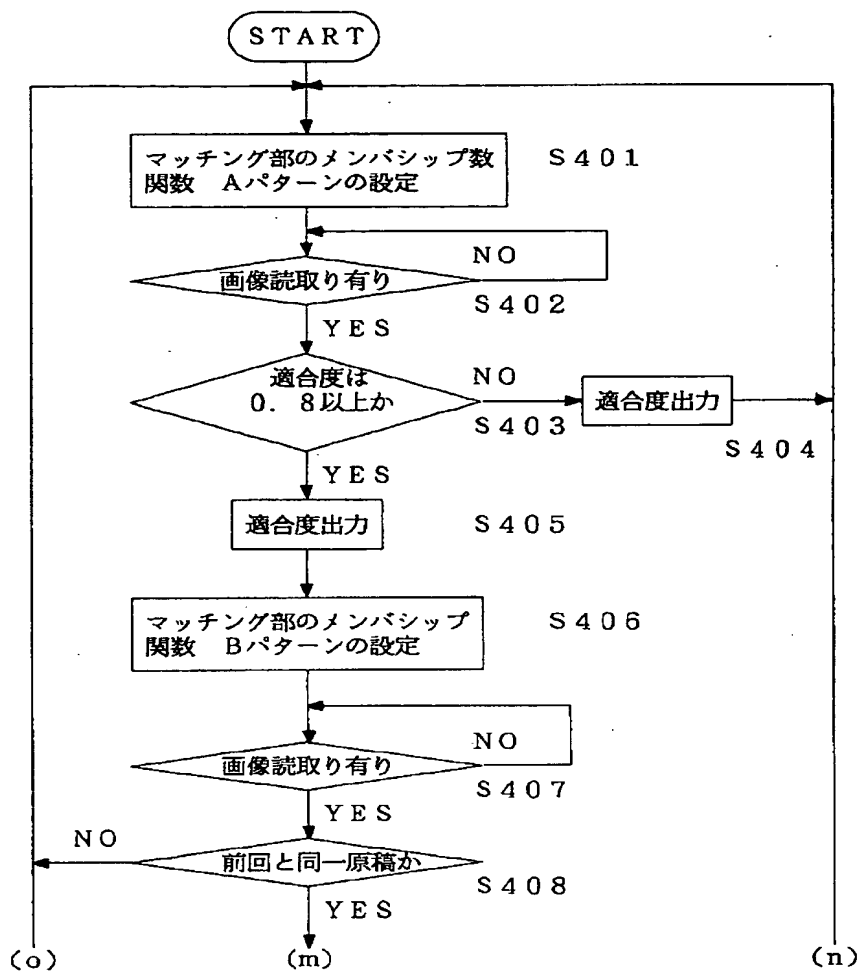 START
マッチング部のメンバシップ数
関数　Aパターンの設定
S401
NO
画像読取り有り
S402
YES
適合度は
0．8以上か
NO
S403
適合度出力
S404
YES
適合度出力
S405
マッチング部のメンバシップ
関数　Bパターンの設定
S406
NO
画像読取り有り
S407
YES
NO
前回と同一原稿か
S408
YES
(o)
(m)
(n)